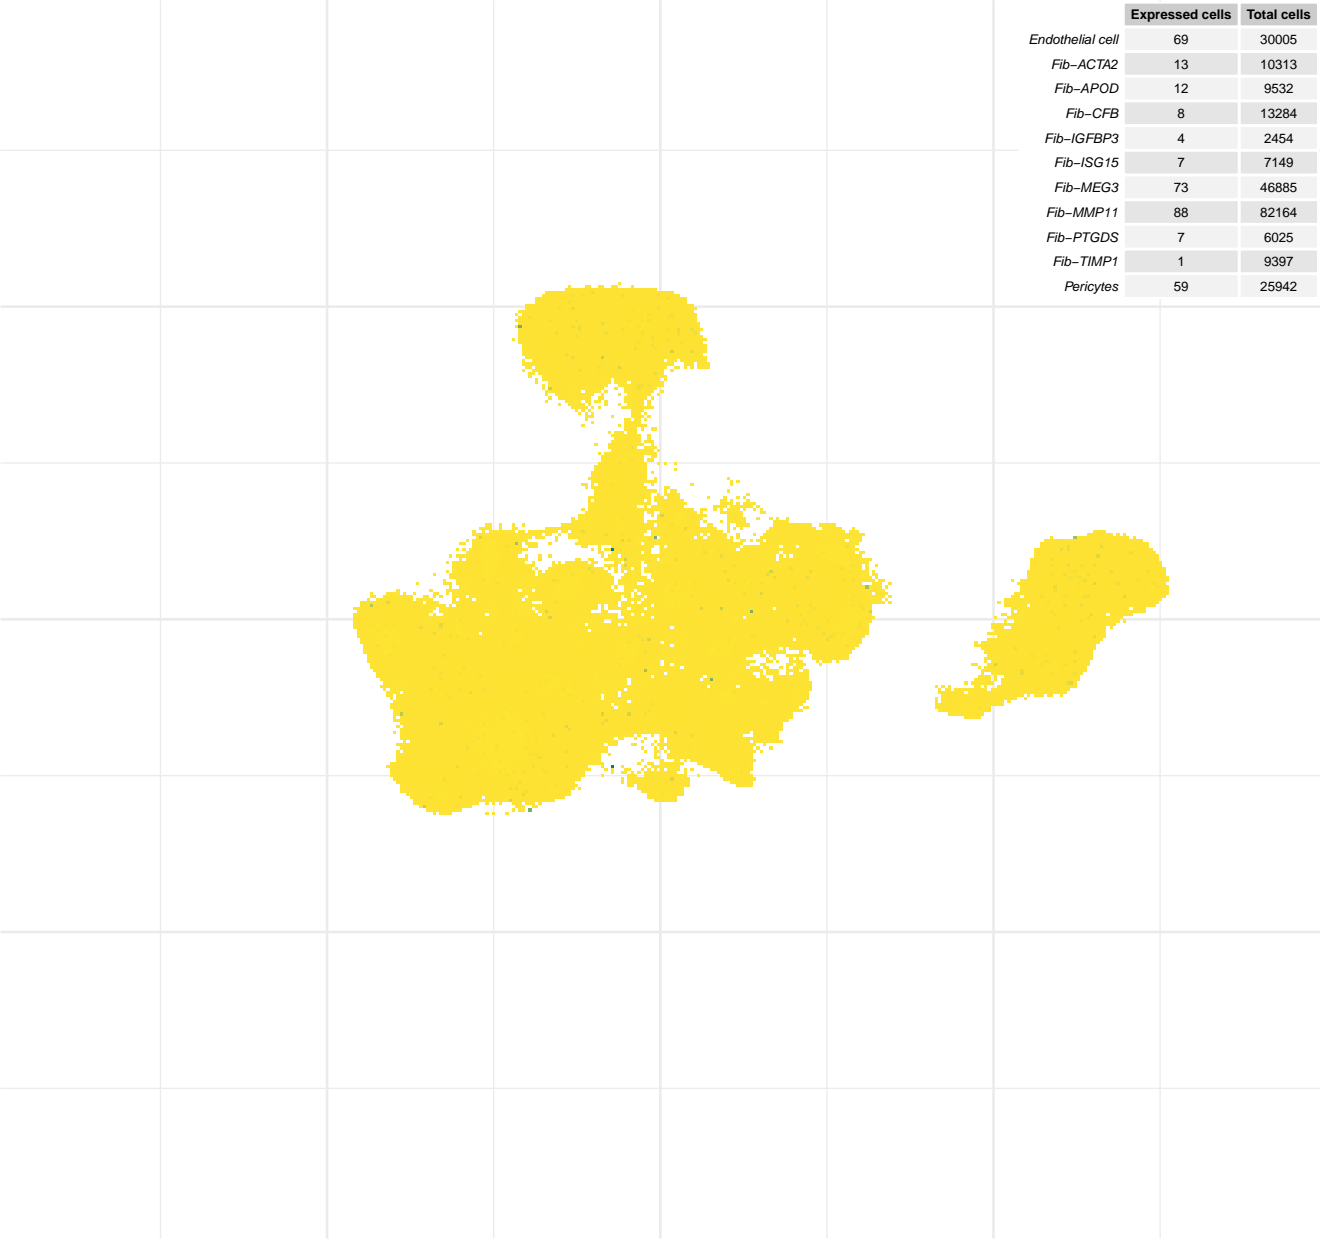 Expressed cells Total cells
Endothelial cell 69 30005
Fib−ACTA2 13 10313
Fib−APOD 12 9532
Fib−CFB 8 13284
Fib−IGFBP3 4 2454
Fib−ISG15 7 7149
Fib−MEG3 73 46885
Fib−MMP11 88 82164
Fib−PTGDS 7 6025
Fib−TIMP1 1 9397
Pericytes 59 25942